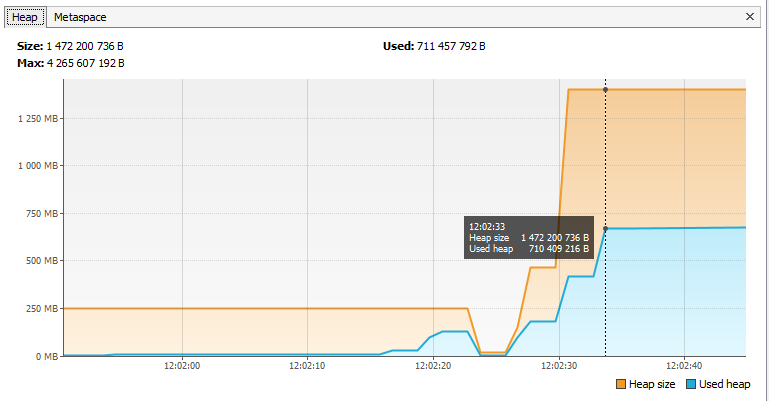 Heap Metaspace ×
Size: 1 472 200 736 B Used: 711 457 792 B
Max: 4 265 607 192 B
1 250 MB
1 000 MB
750 MB
500 MB
250 MB
0 MB
12:02:33
Heap size 1 472 200 736 B
Used heap 710 409 216 B
12:02:00 12:02:10 12:02:20 12:02:30 12:02:40
Heap size Used heap